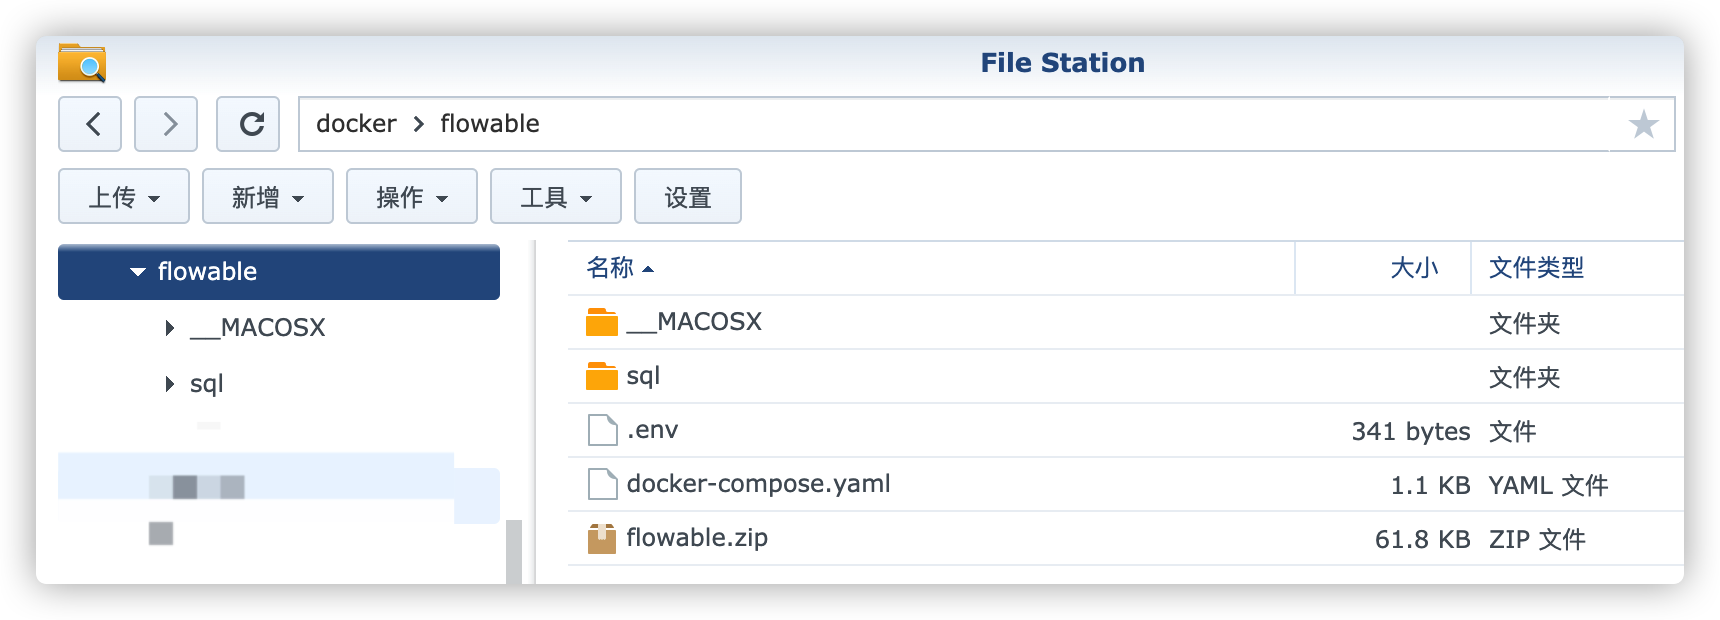 File Station
docker > flowable
上传 新增 操作 工具 设置
flowable
__MACOSX
sql
名称 大小 文件类型
__MACOSX 文件夹
sql 文件夹
.env 341 bytes 文件
docker-compose.yaml 1.1 KB YAML 文件
flowable.zip 61.8 KB ZIP 文件